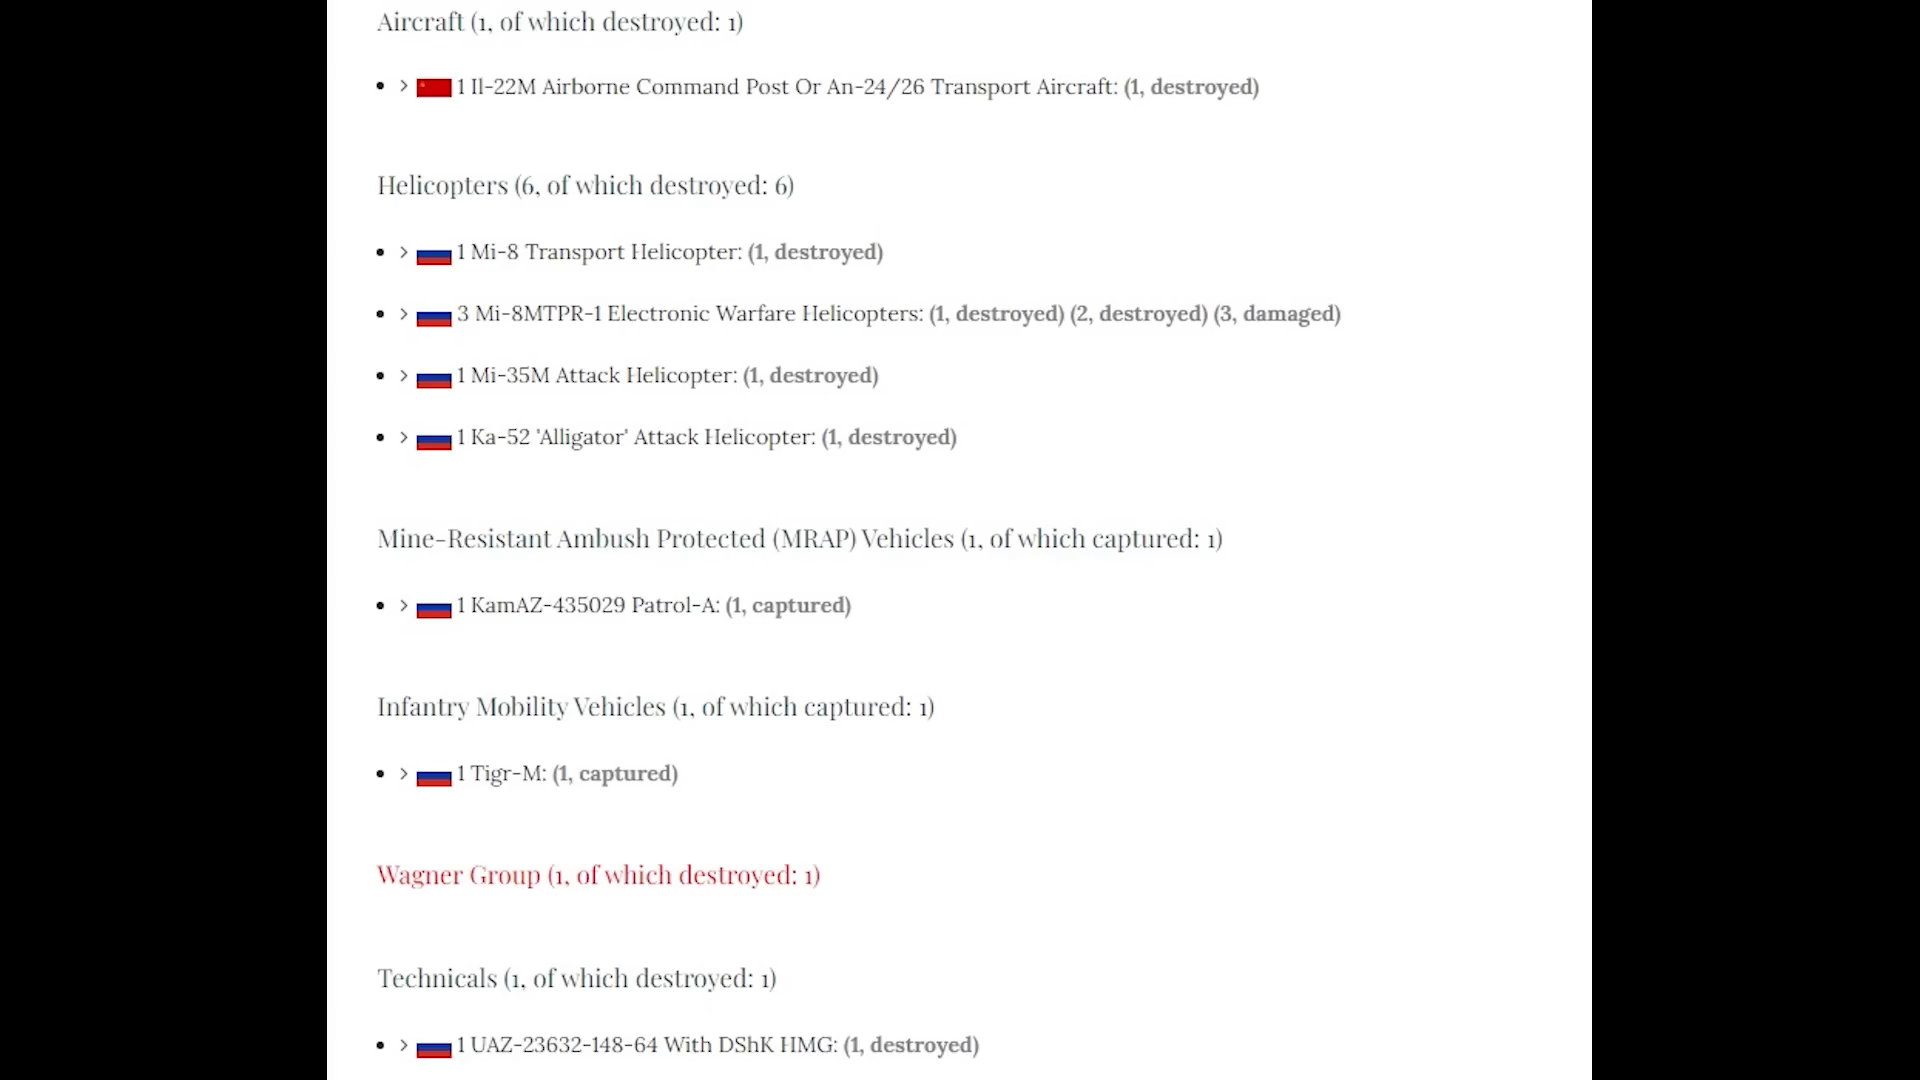 Aircraft (1, of which destroyed: 1)
1 Il-22M Airborne Command Post Or An-24/26 Transport Aircraft: (1, destroyed)
Helicopters (6, of which destroyed: 6)
1 Mi-8 Transport Helicopter: (1, destroyed)
3 Mi-8MTPR-1 Electronic Warfare Helicopters: (1, destroyed) (2, destroyed) (3, damaged)
1 Mi-35M Attack Helicopter: (1, destroyed)
1 Ka-52 'Alligator' Attack Helicopter: (1, destroyed)
Mine-Resistant Ambush Protected (MRAP) Vehicles (1, of which captured: 1)
1 KamAZ-435029 Patrol-A: (1, captured)
Infantry Mobility Vehicles (1, of which captured: 1)
1 Tigr-M: (1, captured)
Wagner Group (1, of which destroyed: 1)
Technicals (1, of which destroyed: 1)
1 UAZ-23632-148-64 With DShK HMG: (1, destroyed)